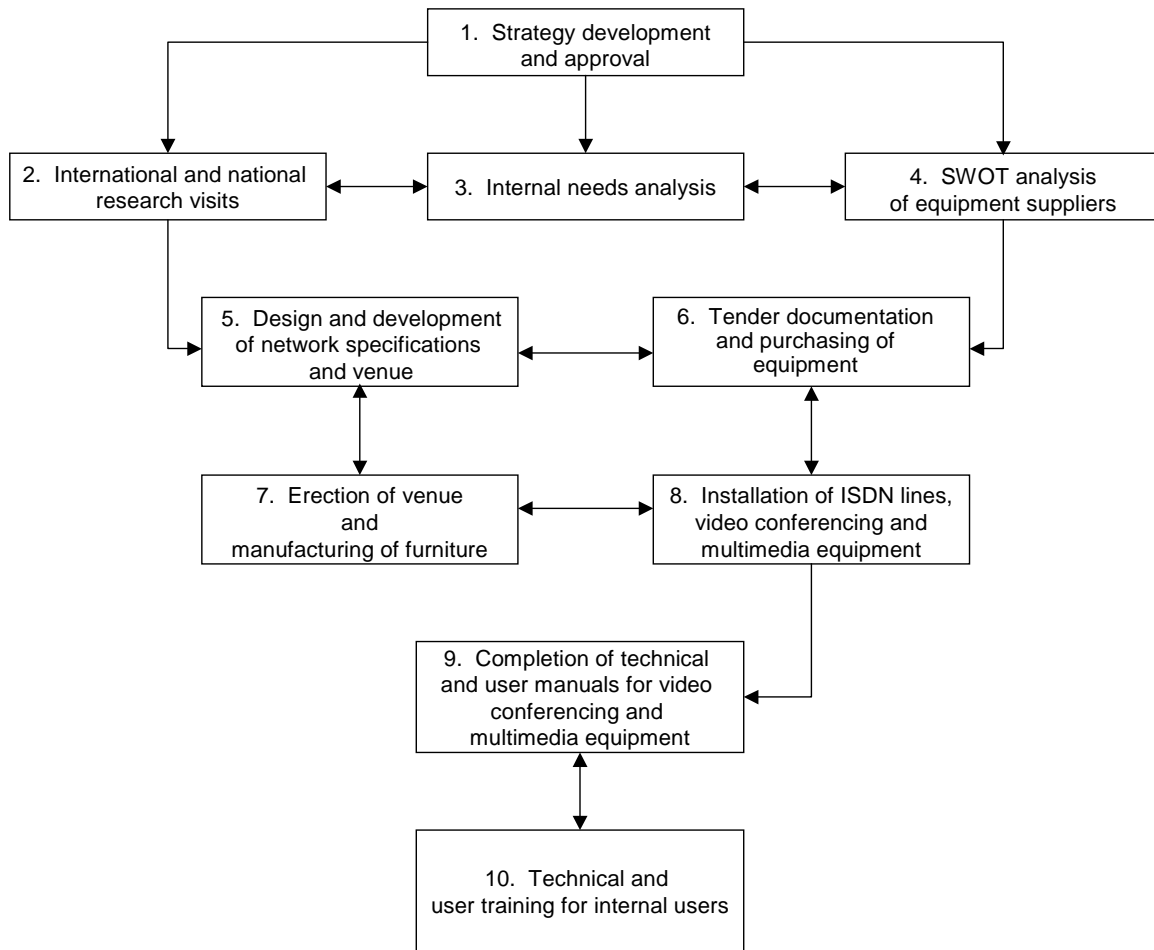 1. Strategy development
and approval
2. International and national
research visits
3. Internal needs analysis
4. SWOT analysis
of equipment suppliers
5. Design and development
of network specifications
and venue
6. Tender documentation
and purchasing of
equipment
7. Erection of venue
and
manufacturing of furniture
8. Installation of ISDN lines,
video conferencing and
multimedia equipment
9. Completion of technical
and user manuals for video
conferencing and
multimedia equipment
10. Technical and
user training for internal users